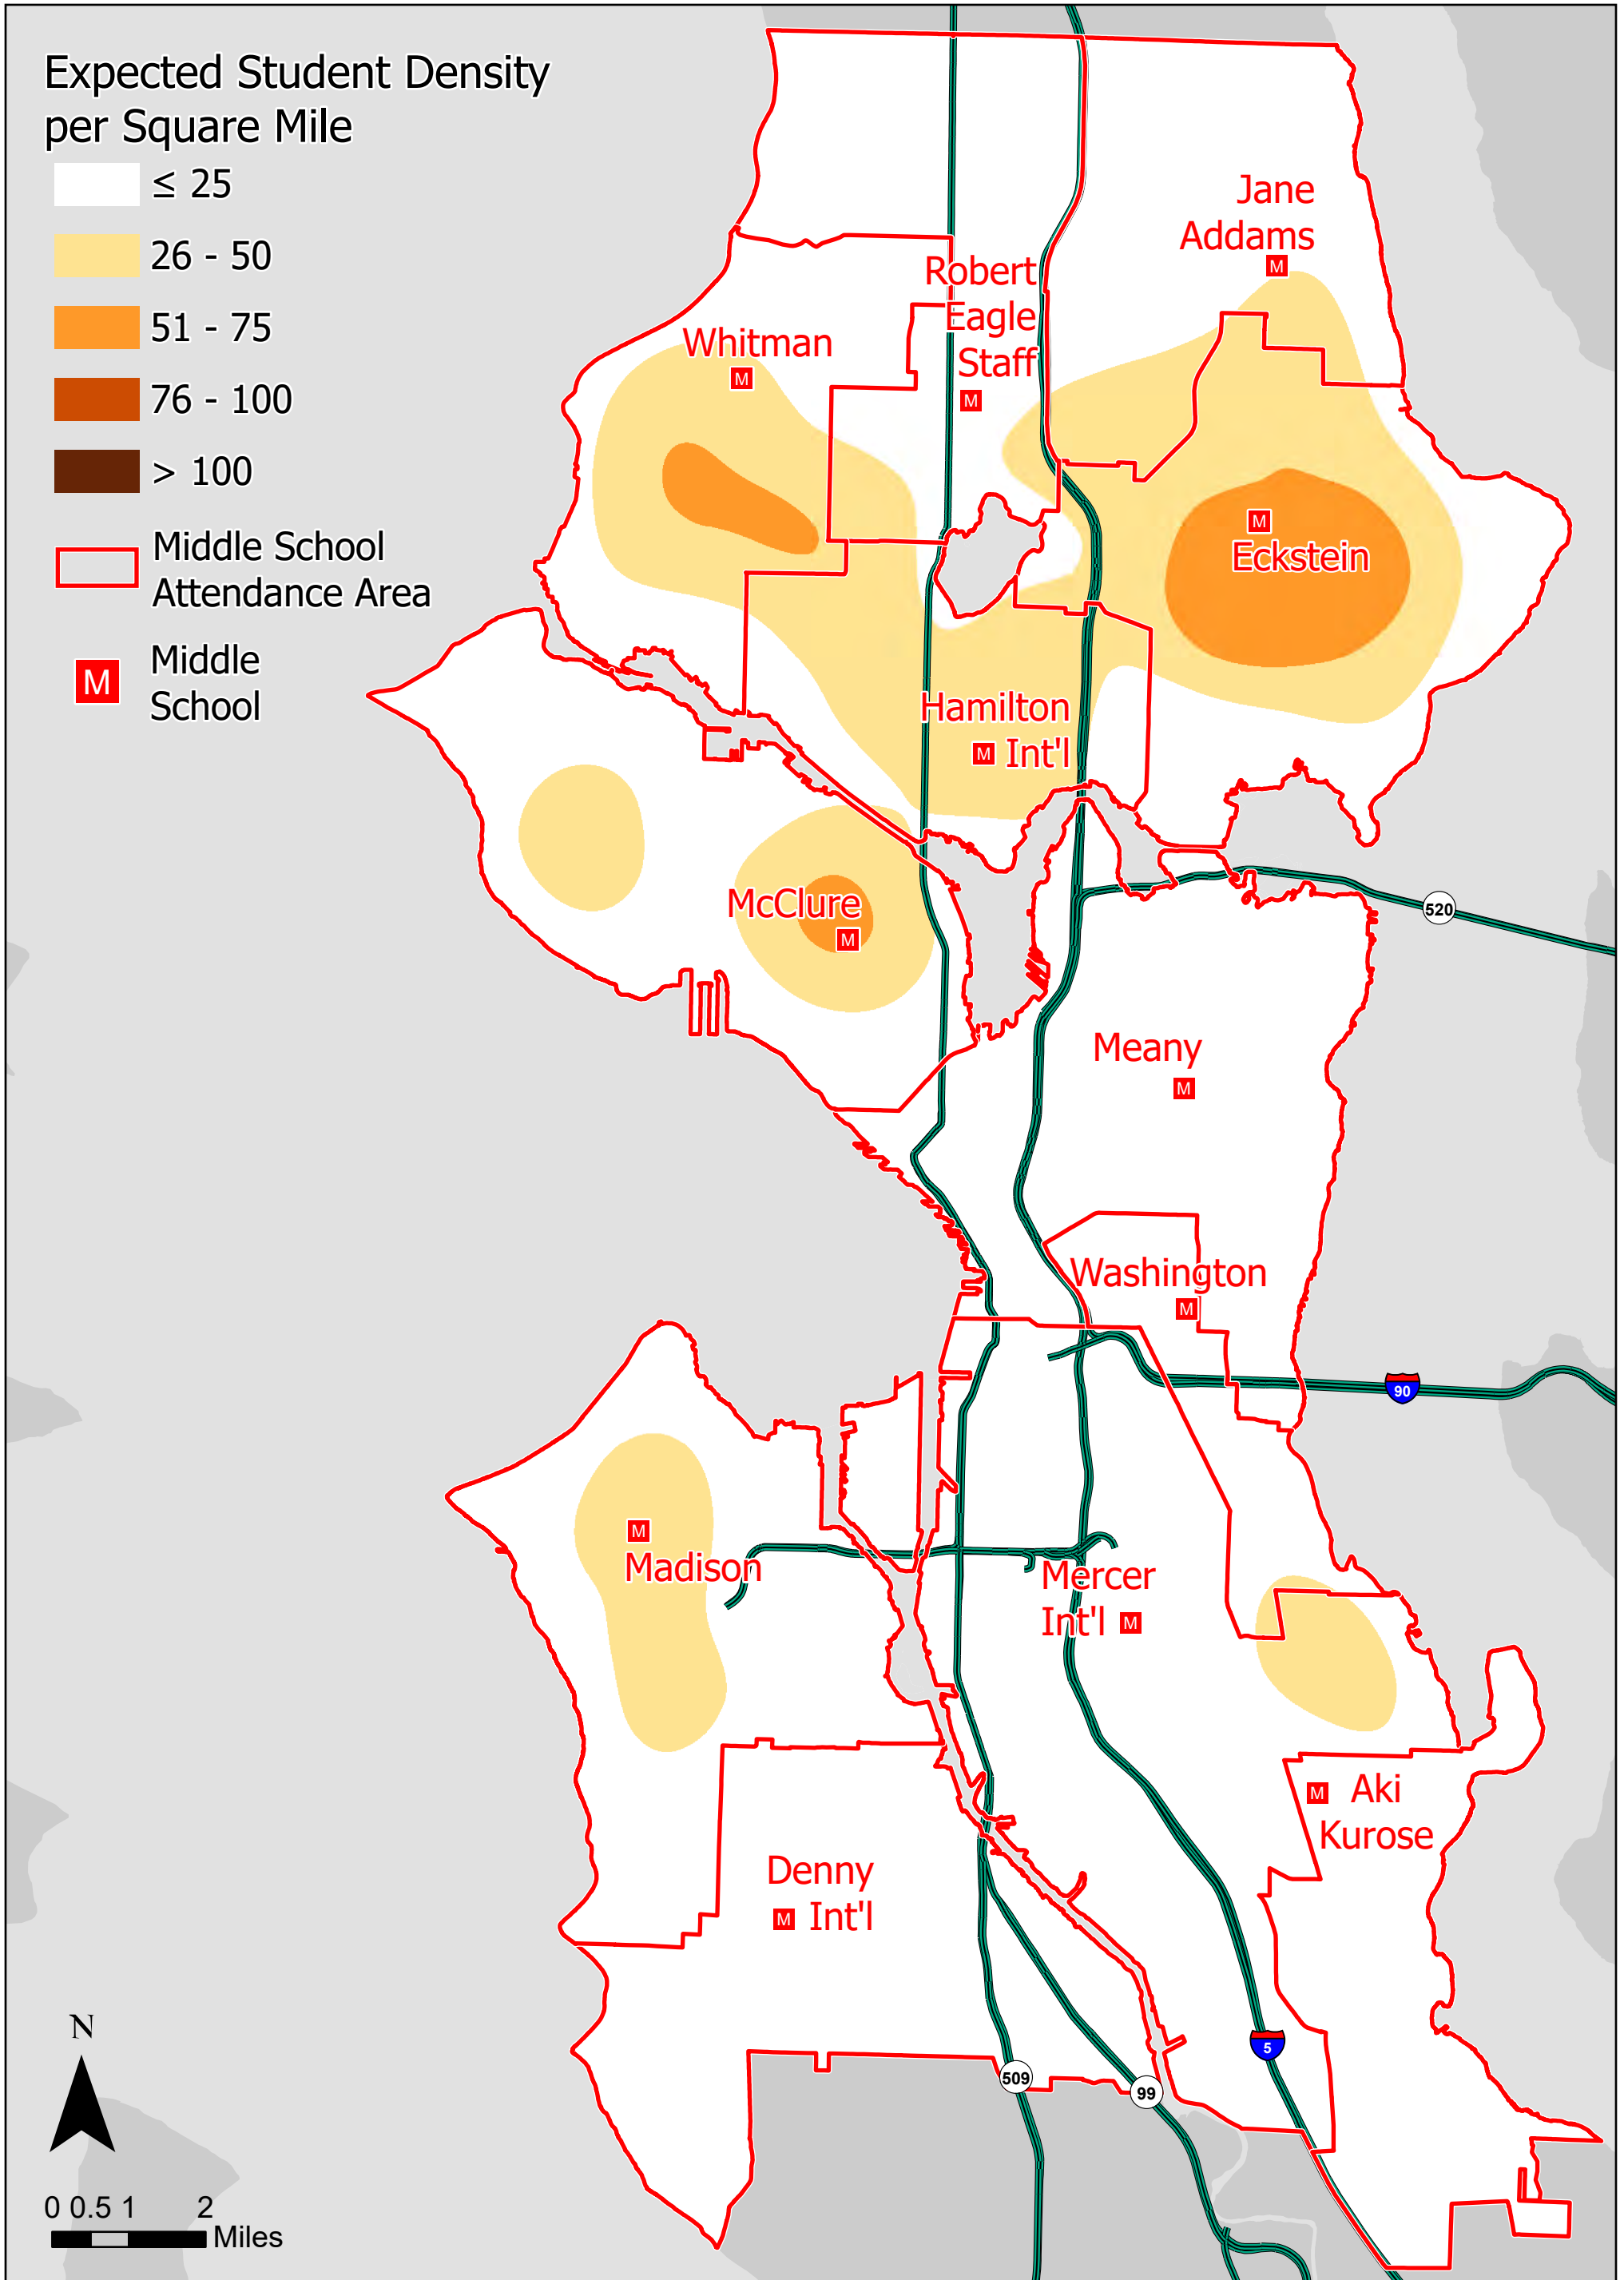 Expected Student Density
per Square Mile
≤ 25
26 - 50
51 - 75
76 - 100
> 100
Middle School
Attendance Area
M
Middle
School
Jane
Addams
M
Robert
Eagle
Staff
M
Whitman
M
M
Eckstein
Hamilton
M Int'l
McClure
M
520
Meany
M
Washington
M
90
M
Madison
Mercer
Int'l M
M Aki
Kurose
Denny
M Int'l
5
509
99
N
0 0.5 1 2
Miles